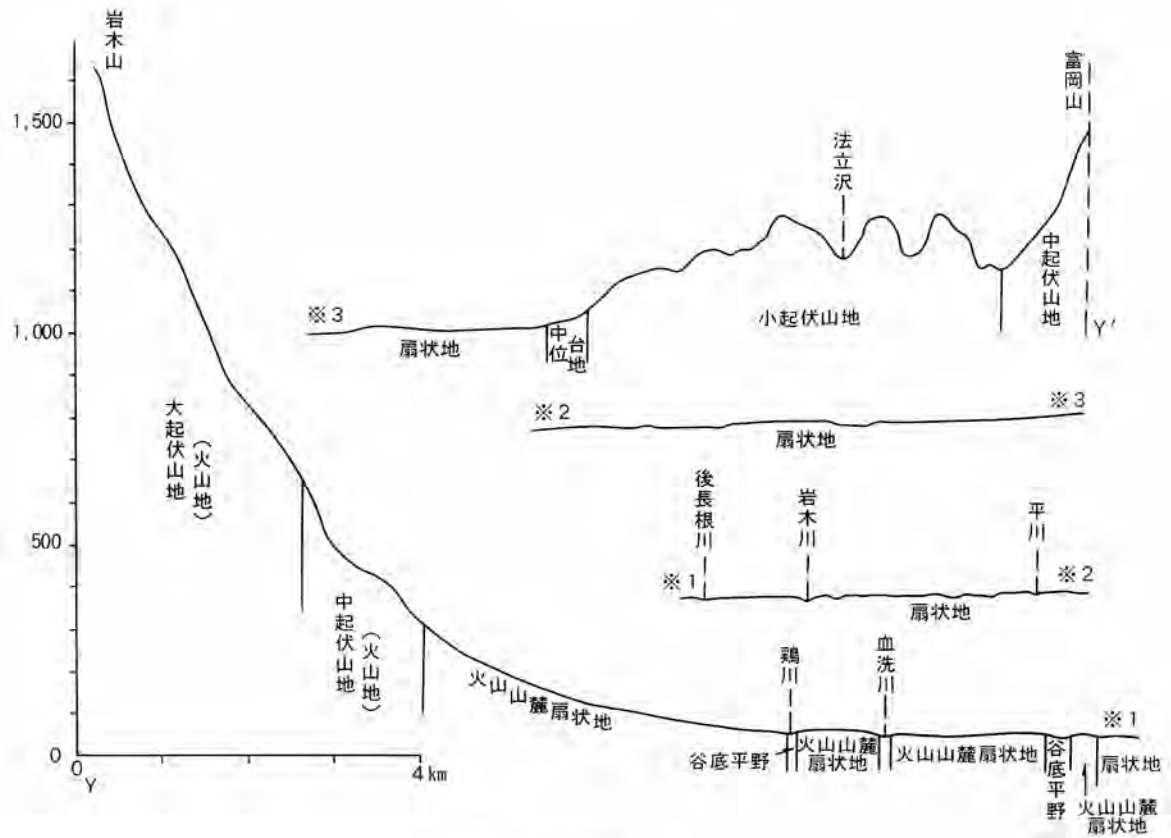 岩木山
1,500
1,000
500
0
0
Y
4 km
大起伏山地
（火山地）
中起伏山地
（火山地）
火山山麓扇状地
鶏川
血洗川
※1
谷底平野
火山山麓
扇状地
火山山麓扇状地
谷底
平野
火山山麓
扇状地
扇状地
※1
後長根川
岩木川
平川
※2
扇状地
※2
※3
扇状地
※3
扇状地
中位
台地
小起伏山地
法立沢
中起伏山地
富岡山
Y'